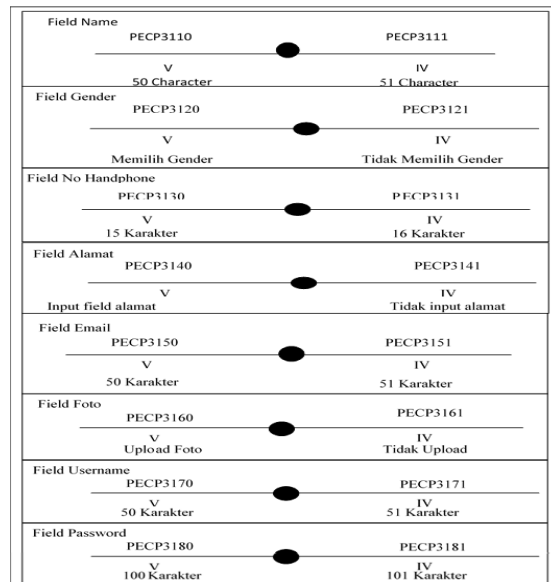 Field Name
PECP3110 PECP3111
V IV
50 Character 51 Character
Field Gender
PECP3120 PECP3121
V IV
Memilih Gender Tidak Memilih Gender
Field No Handphone
PECP3130 PECP3131
V IV
15 Karakter 16 Karakter
Field Alamat
PECP3140 PECP3141
V IV
Input field alamat Tidak input alamat
Field Email
PECP3150 PECP3151
V IV
50 Karakter 51 Karakter
Field Foto
PECP3160 PECP3161
V IV
Upload Foto Tidak Upload
Field Username
PECP3170 PECP3171
V IV
50 Karakter 51 Karakter
Field Password
PECP3180 PECP3181
V IV
100 Karakter 101 Karakter